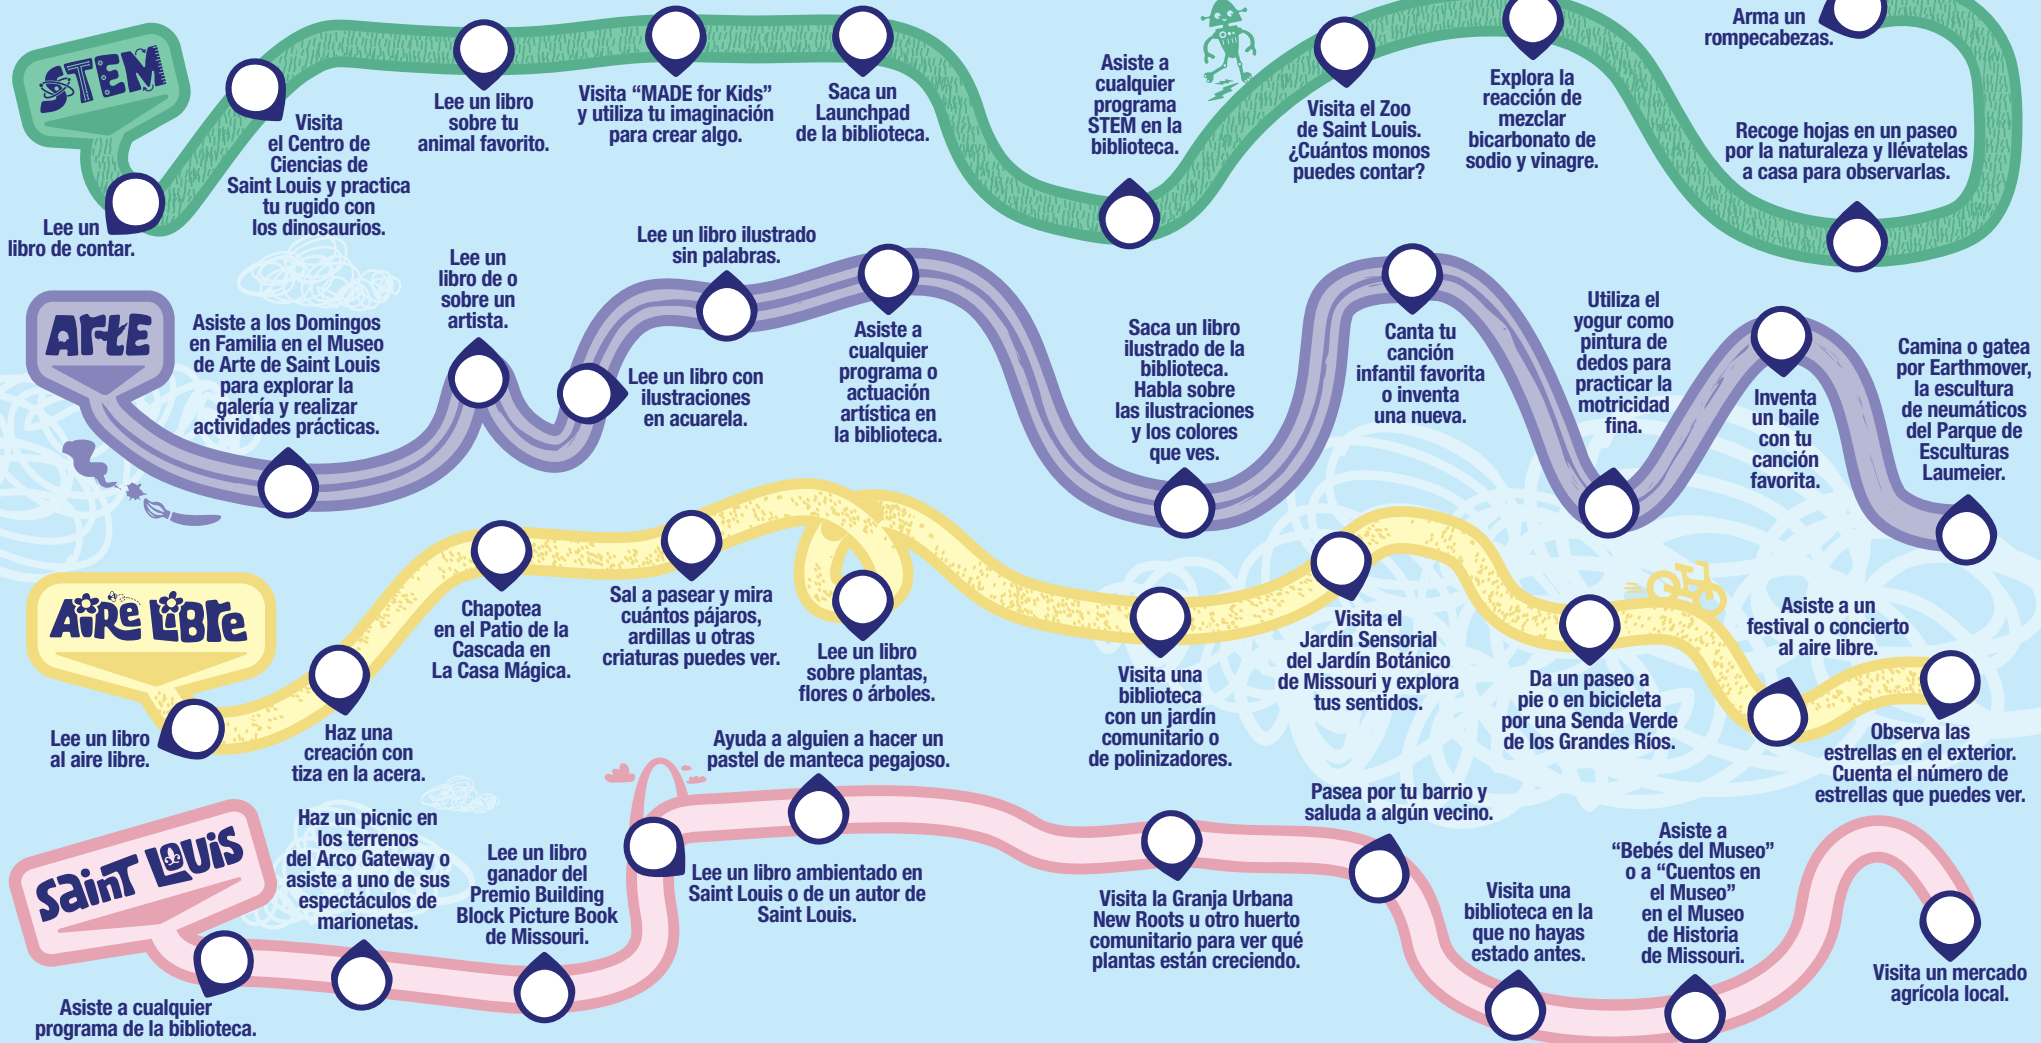 STEM
Lee un
libro de contar.
Visita
el Centro de
Ciencias de
Saint Louis y practica
tu rugido con
los dinosaurios.
Lee un libro
sobre tu
animal favorito.
Visita “MADE for Kids”
y utiliza tu imaginación
para crear algo.
Saca un
Launchpad
de la biblioteca.
Asiste a
cualquier
programa
STEM en la
biblioteca.
Visita el Zoo
de Saint Louis.
¿Cuántos monos
puedes contar?
Explora la
reacción de
mezclar
bicarbonato de
sodio y vinagre.
Recoge hojas en un paseo
por la naturaleza y llévatelas
a casa para observarlas.
Arma un
rompecabezas.
ARTE
Asiste a los Domingos
en Familia en el Museo
de Arte de Saint Louis
para explorar la
galería y realizar
actividades prácticas.
Lee un
libro de o
sobre un
artista.
Lee un libro con
ilustraciones
en acuarela.
Lee un libro ilustrado
sin palabras.
Asiste a
cualquier
programa o
actuación
artística en
la biblioteca.
Saca un libro
ilustrado de la
biblioteca.
Habla sobre
las ilustraciones
y los colores
que ves.
Canta tu
canción
infantil favorita
o inventa
una nueva.
Utiliza el
yogur como
pintura de
dedos para
practicar la
motricidad
fina.
Inventa
un baile
con tu
canción
favorita.
Camina o gatea
por Earthmover,
la escultura
de neumáticos
del Parque de
Esculturas
Laumeier.
AiRe LiBre
Lee un libro
al aire libre.
Haz una
creación con
tiza en la acera.
Chapotea
en el Patio de la
Cascada en
La Casa Mágica.
Sal a pasear y mira
cuántos pájaros,
ardillas u otras
criaturas puedes ver.
Lee un libro
sobre plantas,
flores o árboles.
Visita una
biblioteca
con un jardín
comunitario o
de polinizadores.
Visita el
Jardín Sensorial
del Jardín Botánico
de Missouri y explora
tus sentidos.
Da un paseo a
pie o en bicicleta
por una Senda Verde
de los Grandes Ríos.
Asiste a un
festival o concierto
al aire libre.
Observa las
estrellas en el exterior.
Cuenta el número de
estrellas que puedes ver.
Saint Louis
Asiste a cualquier
programa de la biblioteca.
Haz un picnic en
los terrenos
del Arco Gateway o
asiste a uno de sus
espectáculos de
marionetas.
Lee un libro
ganador del
Premio Building
Block Picture Book
de Missouri.
Lee un libro ambientado en
Saint Louis o de un autor de
Saint Louis.
Ayuda a alguien a hacer un
pastel de manteca pegajoso.
Visita la Granja Urbana
New Roots u otro huerto
comunitario para ver qué
plantas están creciendo.
Pasea por tu barrio y
saluda a algún vecino.
Visita una
biblioteca en la
que no hayas
estado antes.
Asiste a
“Bebés del Museo”
o a “Cuentos en
el Museo”
en el Museo
de Historia
de Missouri.
Visita un mercado
agrícola local.